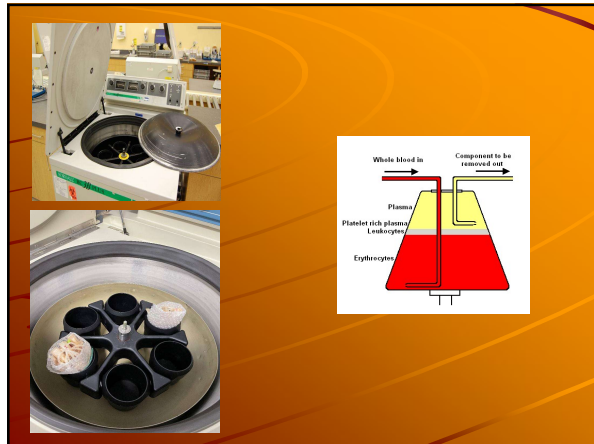 Whole blood in
Component to be
removed out
Plasma
Platelet rich plasma
Leukocytes
Erythrocytes